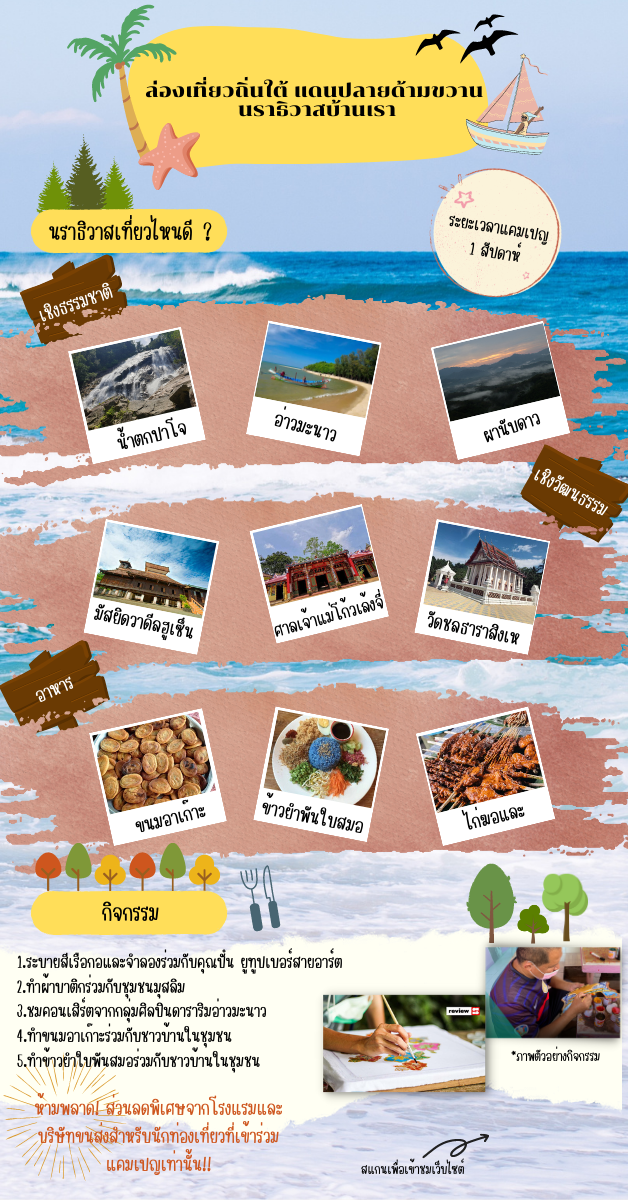 ล่องเที่ยวถิ่นใต้ แดนปลายด้ามขวาน
นราธิวาสบ้านเรา
นราธิวาสเที่ยวไหนดี ?
ระยะเวลาแคมเปญ
1 สัปดาห์
เชิงธรรมชาติ
น้ำตกปาโจ
อ่าวมะนาว
ผานับดาว
เชิงวัฒนธรรม
มัสยิดวาดีลฮูเซ็น
ศาลเจ้าแม่โก้วเล้งจี่
วัดชลธาราสิงเห
อาหาร
ขนมอาเก๊าะ
ข้าวยำพันใบสมอ
ไก่ฆอและ
กิจกรรม
1.ระบายสีเรือกอและจำลองร่วมกับคุณปั๋น ยูทูปเบอร์สายอาร์ต
2.ทำผ้าบาติกร่วมกับชุมชนมุสลิม
3.ชมคอนเสิร์ตจากกลุ่มศิลปินดาราริมอ่าวมะนาว
4.ทำขนมอาเก๊าะร่วมกับชาวบ้านในชุมชน
5.ทำข้าวยำใบพันสมอร่วมกับชาวบ้านในชุมชน
review
*ภาพตัวอย่างกิจกรรม
ห้ามพลาด! ส่วนลดพิเศษจากโรงแรมและ
บริษัทขนส่งสำหรับนักท่องเที่ยวที่เข้าร่วม
แคมเปญเท่านั้น!!
สแกนเพื่อเข้าชมเว็บไซต์